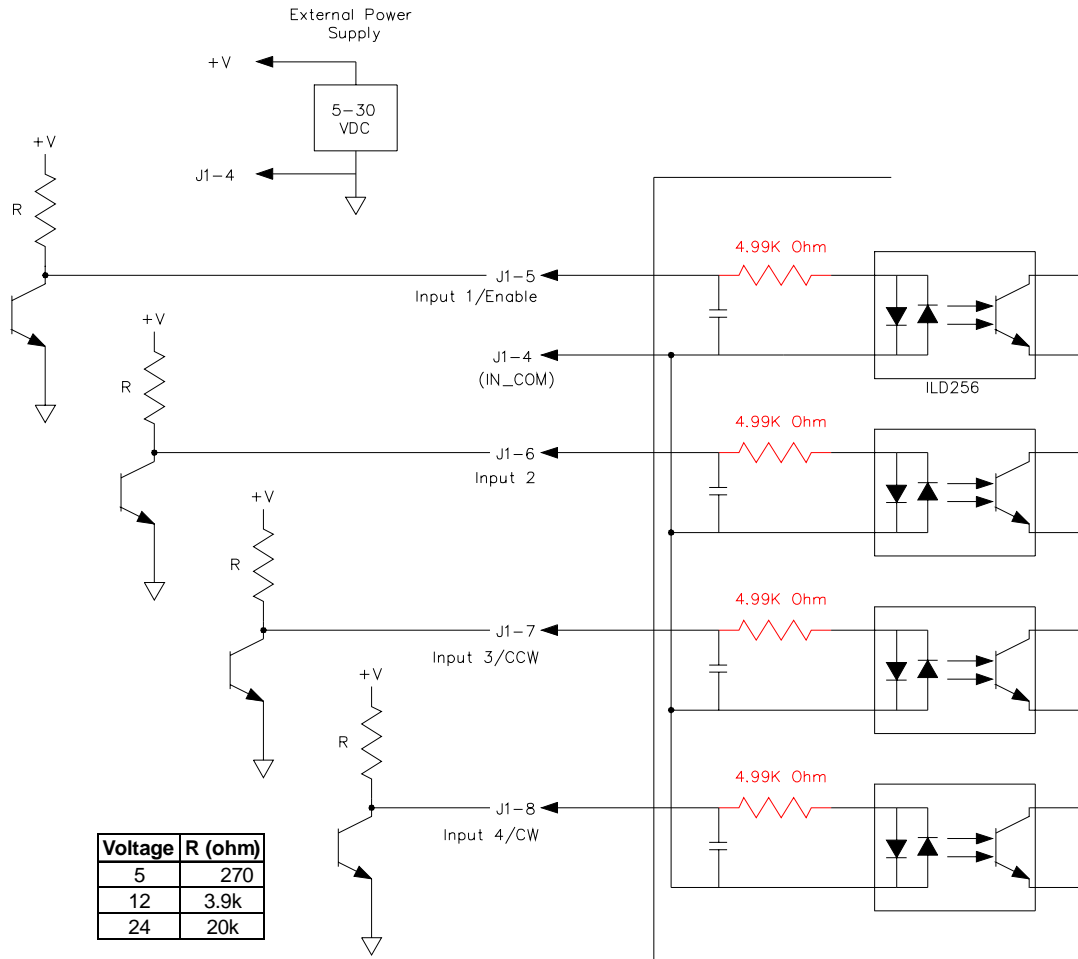 External Power
Supply
+V
5-30
VDC
J1-4
+V
R
J1-5
Input 1/Enable
4.99K Ohm
J1-4
(IN_COM)
ILD256
+V
R
J1-6
Input 2
4.99K Ohm
+V
R
J1-7
Input 3/CCW
4.99K Ohm
+V
R
J1-8
Input 4/CW
4.99K Ohm
Voltage R (ohm)
5 270
12 3.9k
24 20k